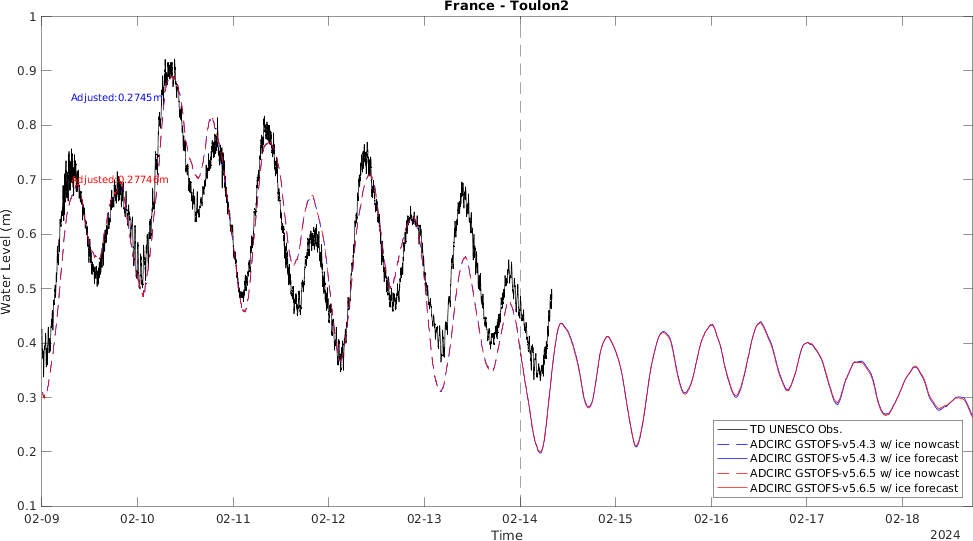 France - Toulon2
Water Level (m)
1
0.9
0.8
0.7
0.6
0.5
0.4
0.3
0.2
0.1
Adjusted:0.2745m
Adjusted:0.27746m
TD UNESCO Obs.
ADCIRC GSTOFS-v5.4.3 w/ ice nowcast
ADCIRC GSTOFS-v5.4.3 w/ ice forecast
ADCIRC GSTOFS-v5.6.5 w/ ice nowcast
ADCIRC GSTOFS-v5.6.5 w/ ice forecast
02-09 02-10 02-11 02-12 02-13 02-14 02-15 02-16 02-17 02-18
Time
2024